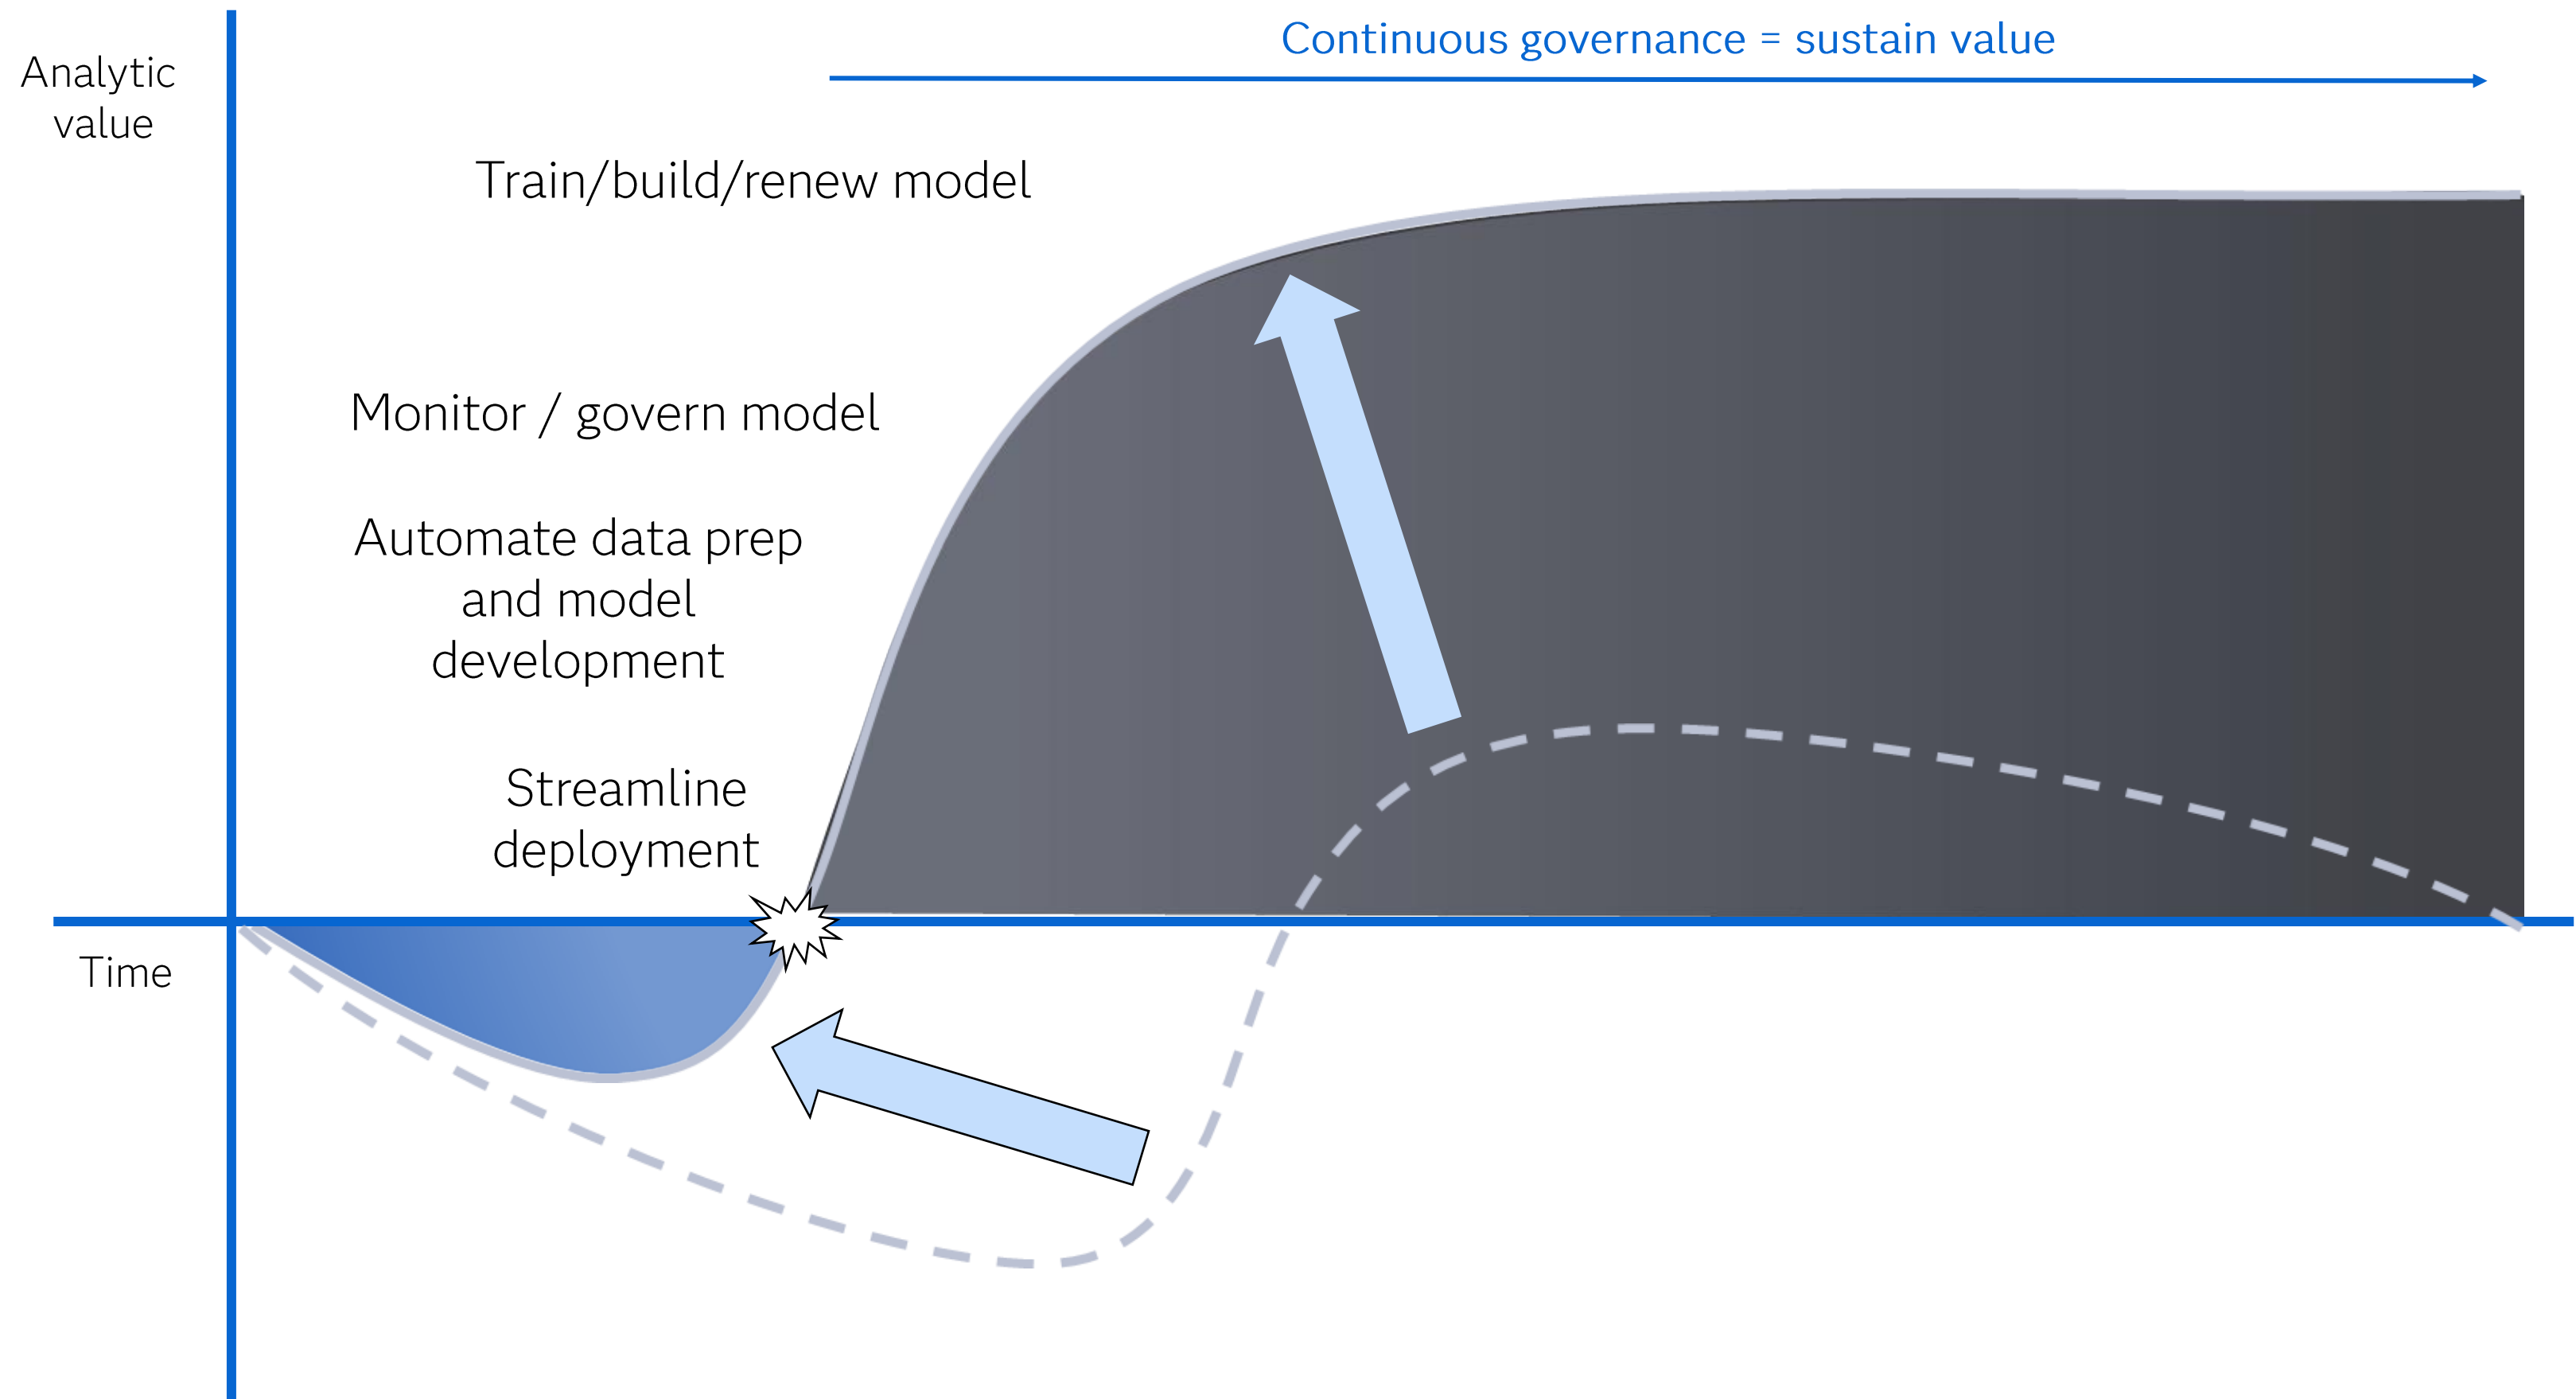 Continuous governance = sustain value
Analytic
value
Train/build/renew model
Monitor / govern model
Automate data prep
and model
development
Streamline
deployment
Time